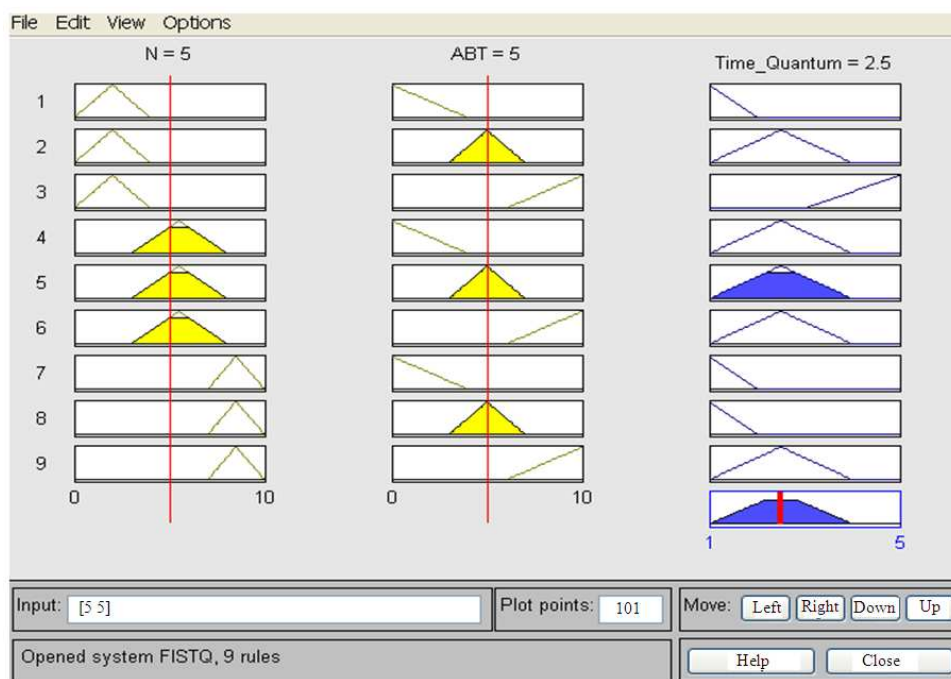 File Edit View Options
N = 5 ABT = 5 Time_Quantum = 2.5
1
2
3
4
5
6
7
8
9
0 10 0 10
1 5
Input: [5 5] Plot points: 101 Move: Left Right Down Up
Opened system FISTQ, 9 rules Help Close